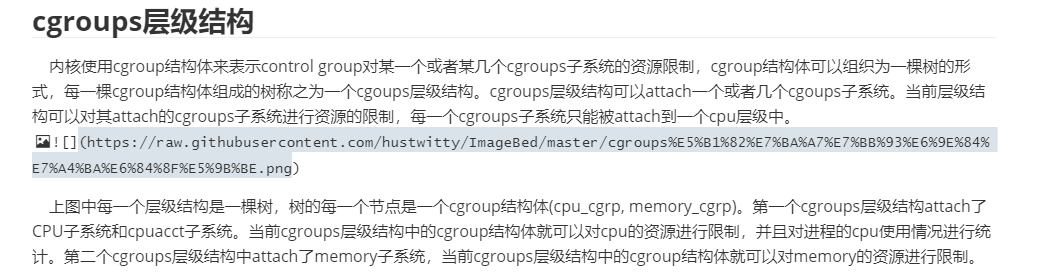 cgroups层级结构
内核使用cgroup结构体来表示control group对某一个或者某几个cgroups子系统的资源限制，cgroup结构体可以组织为一棵树的形
式，每一棵cgroup结构体组成的树称之为一个cgoups层级结构。cgroups层级结构可以attach一个或者几个cgoups子系统。当前层级结
构可以对其attach的cgroups子系统进行资源的限制，每一个cgroups子系统只能被attach到一个cpu层级中。
![](https://raw.githubusercontent.com/hustwitty/ImageBed/master/cgroups%E5%B1%82%E7%BA%A7%E7%BB%93%E6%9E%84%
E7%A4%BA%E6%84%8F%E5%9B%BE.png)
上图中每一个层级结构是一棵树，树的每一个节点是一个cgroup结构体(cpu_cgrp, memory_cgrp)。第一个cgroups层级结构attach了
CPU子系统和cpuacct子系统。当前cgroups层级结构中的cgroup结构体就可以对cpu的资源进行限制，并且对进程的cpu使用情况进行统
计。第二个cgroups层级结构中attach了memory子系统，当前cgroups层级结构中的cgroup结构体就可以对memory的资源进行限制。